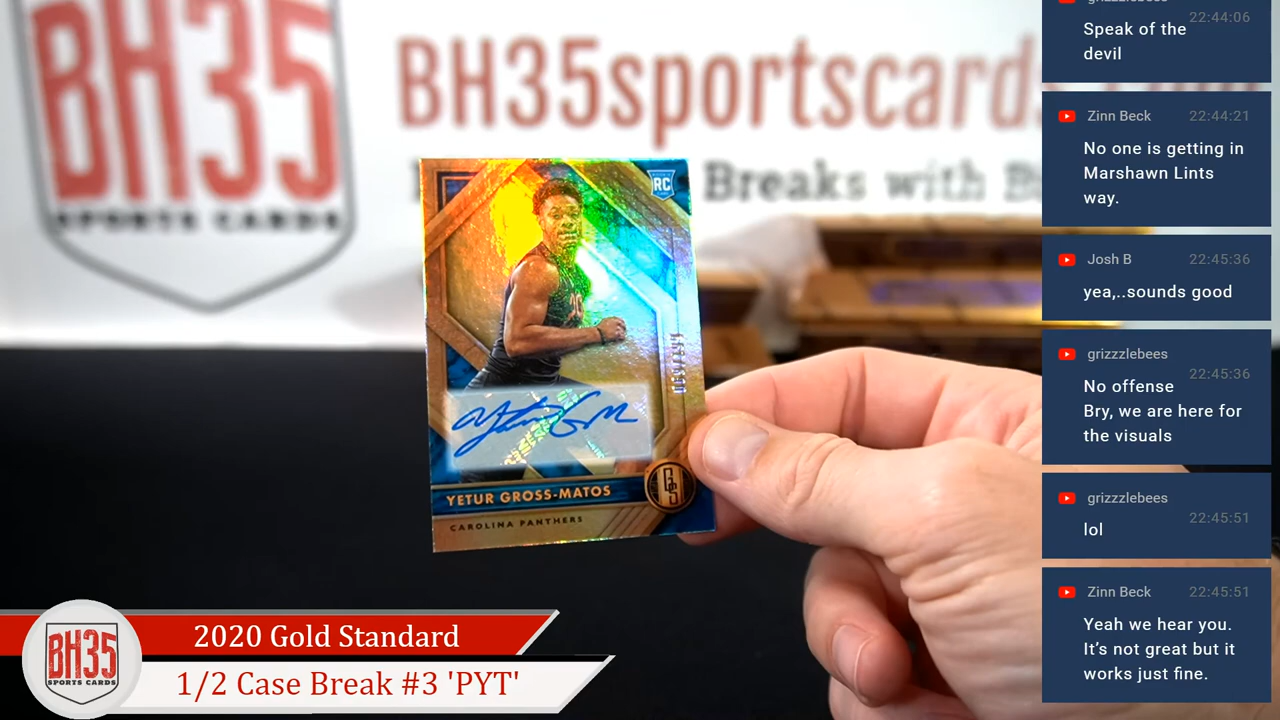 BH35
SPORTS CARDS
BH35sportscards
Breaks with B
RC
YETUR GROSS-MATOS
GS
CAROLINA PANTHERS
2020 Gold Standard
1/2 Case Break #3 'PYT'
BH35
SPORTS CARDS
grizzzlebees 22:44:06
Speak of the
devil
Zinn Beck 22:44:21
No one is getting in
Marshawn Lints
way.
Josh B 22:45:36
yea,..sounds good
grizzzlebees 22:45:36
No offense
Bry, we are here for
the visuals
grizzzlebees 22:45:51
lol
Zinn Beck 22:45:51
Yeah we hear you.
It's not great but it
works just fine.